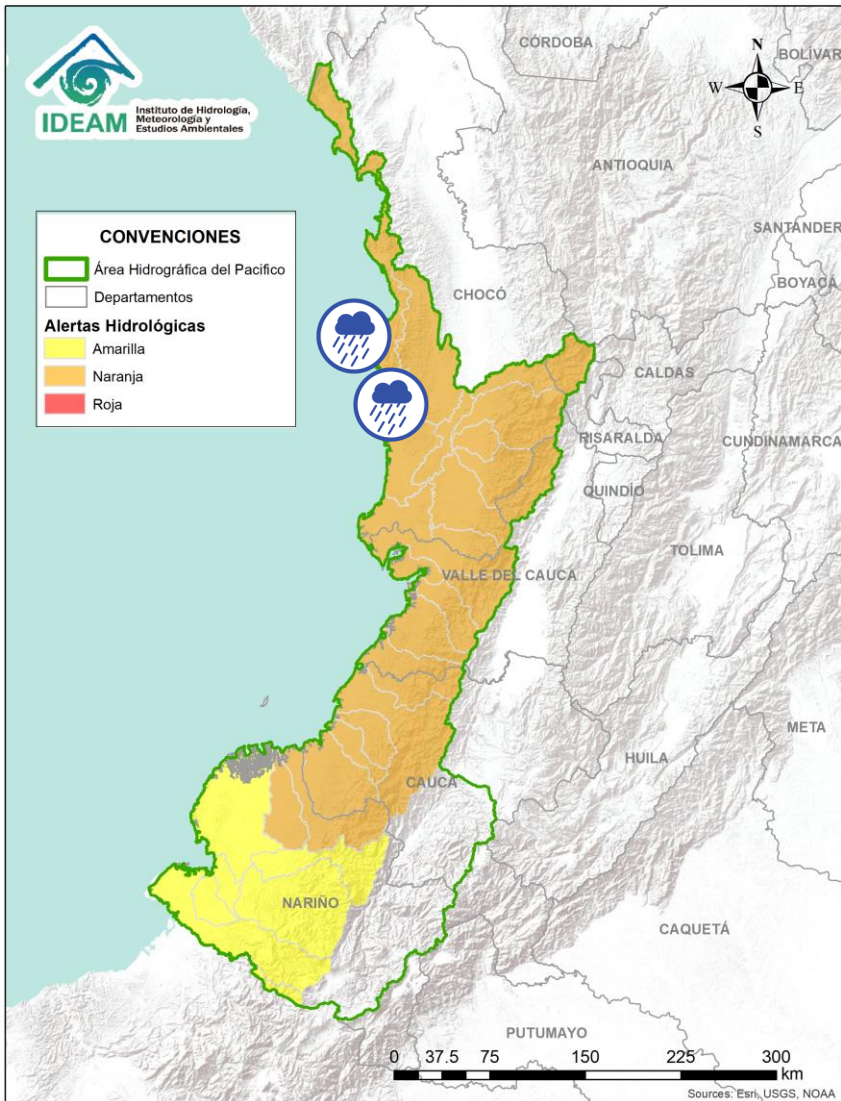 IDEAM
Instituto de Hidrología,
Meteorología y
Estudios Ambientales
CONVENCIONES
Área Hidrográfica del Pacifico
Departamentos
Alertas Hidrológicas
Amarilla
Naranja
Roja
N
W E
S
CÓRDOBA
BOLÍVAR
ANTIOQUIA
SANTANDER
BOYACÁ
CHOCÓ
CALDAS
RISARALDA
CUNDINAMARCA
QUINDÍO
TOLIMA
VALLE DEL CAUCA
META
HUILA
CAUCA
NARIÑO
CAQUETÁ
PUTUMAYO
0 37.5 75 150 225 300
km
Sources: Esri, USGS, NOAA